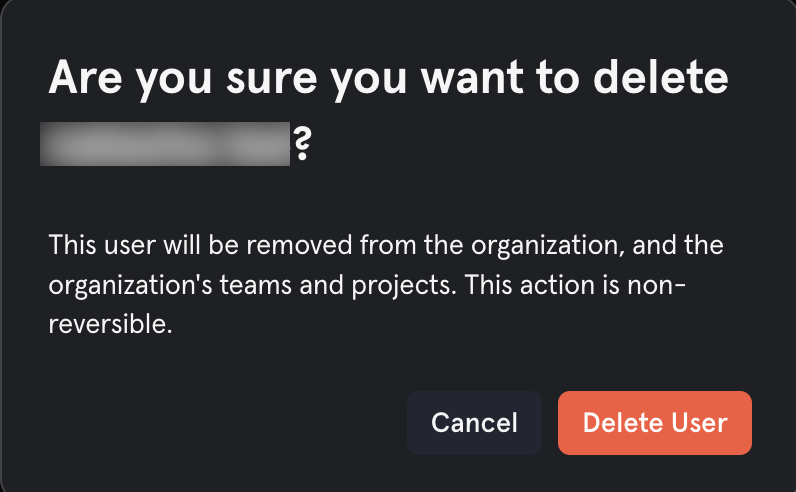 Are you sure you want to delete
?
This user will be removed from the organization, and the
organization's teams and projects. This action is non-
reversible.
Cancel
Delete User